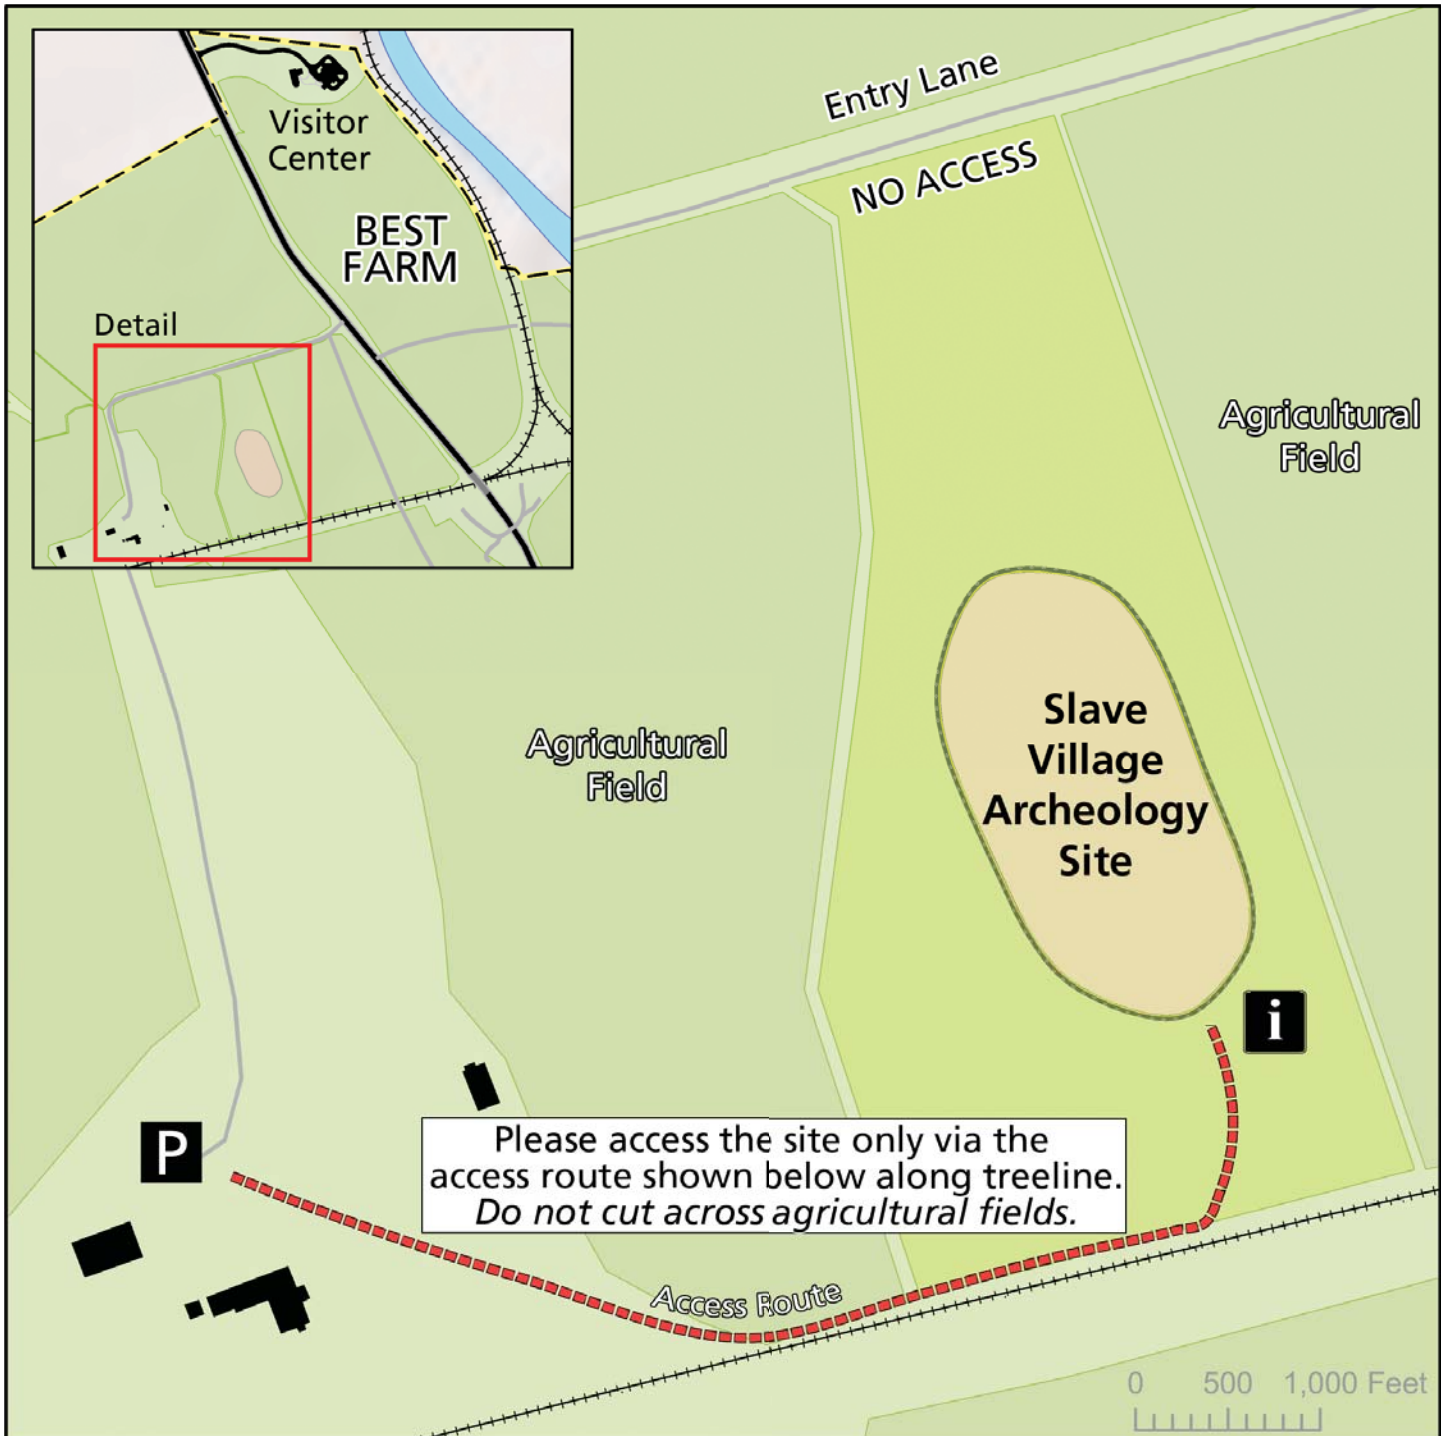 Visitor
Center
BEST
FARM
Detail
Entry Lane
NO ACCESS
Agricultural
Field
Agricultural
Field
Slave
Village
Archeology
Site
i
P
Please access the site only via the
access route shown below along treeline.
Do not cut across agricultural fields.
Access Route
0 500 1,000 Feet